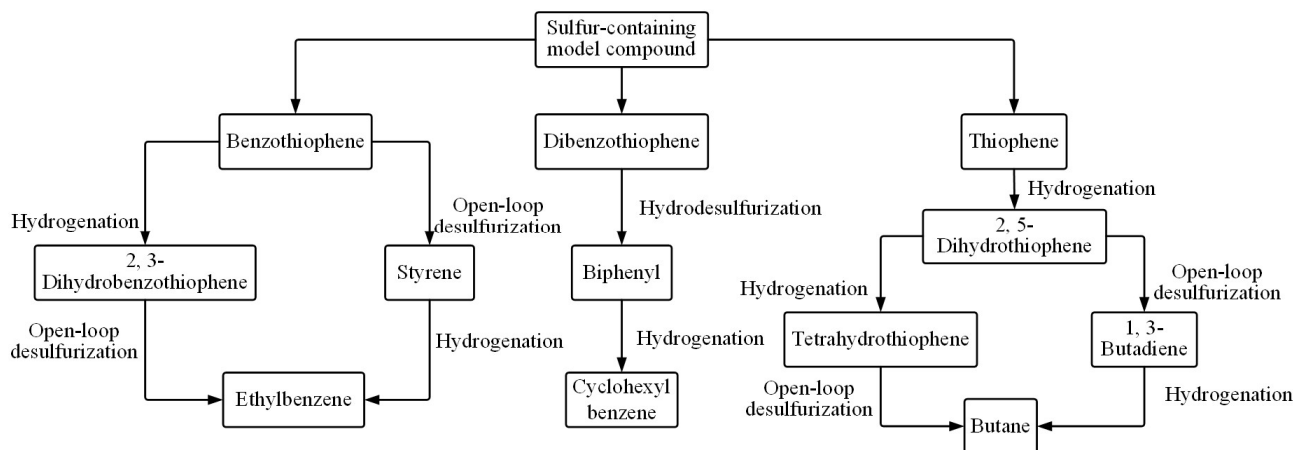 Sulfur-containing
model compound
Benzothiophene
Dibenzothiophene
Thiophene
Hydrogenation
Open-loop
desulfurization
Hydrodesulfurization
Hydrogenation
2, 3-
Dihydrobenzothiophene
Styrene
Biphenyl
2, 5-
Dihydrothiophene
Open-loop
desulfurization
Hydrogenation
Hydrogenation
Hydrogenation
Open-loop
desulfurization
Ethylbenzene
Cyclohexyl
benzene
Tetrahydrothiophene
1, 3-
Butadiene
Open-loop
desulfurization
Hydrogenation
Butane